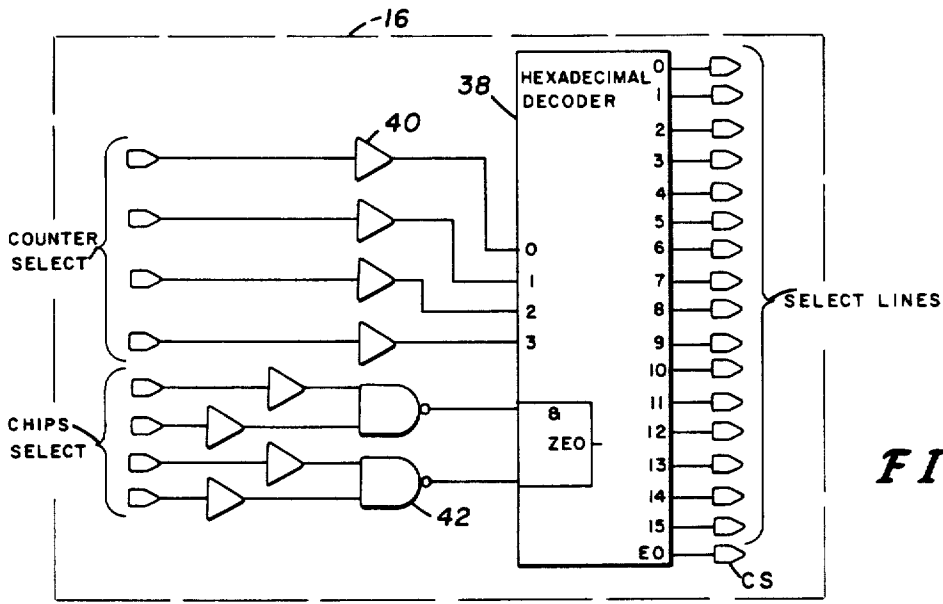 -16
HEXADECIMAL
DECODER
38
40
COUNTER
SELECT
0
1
2
3
CHIPS
SELECT
&
ZEO
42
0
1
2
3
4
5
6
7
8
9
10
11
12
13
14
15
EO
CS
SELECT LINES
FI